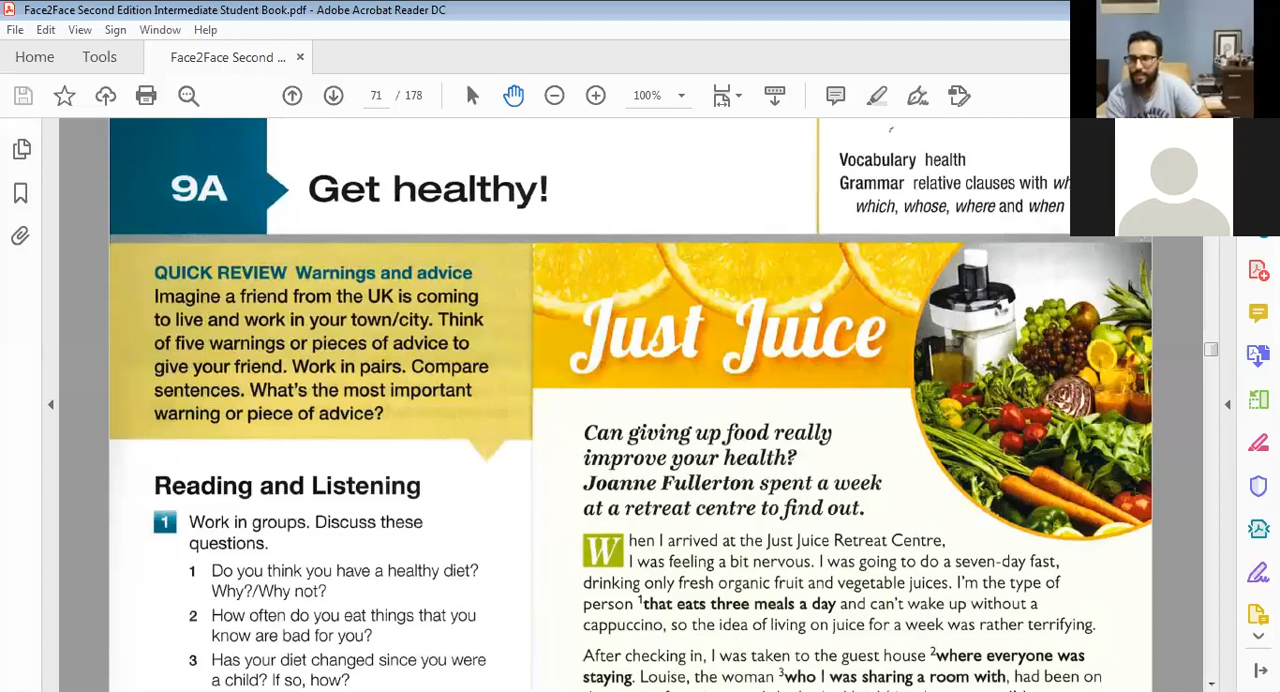 Face2Face Second Edition Intermediate Student Book.pdf - Adobe Acrobat Reader DC
File Edit View Sign Window Help
Home Tools Face2Face Second ... ×
71 / 178 100%
9A Get healthy!
Vocabulary health
Grammar relative clauses with
which, whose, where and when
QUICK REVIEW Warnings and advice
Imagine a friend from the UK is coming
to live and work in your town/city. Think
of five warnings or pieces of advice to
give your friend. Work in pairs. Compare
sentences. What's the most important
warning or piece of advice?
Reading and Listening
1 Work in groups. Discuss these
questions.
1 Do you think you have a healthy diet?
Why?/Why not?
2 How often do you eat things that you
know are bad for you?
3 Has your diet changed since you were
a child? If so, how?
Just Juice
Can giving up food really
improve your health?
Joanne Fullerton spent a week
at a retreat centre to find out.
When I arrived at the Just Juice Retreat Centre,
I was feeling a bit nervous. I was going to do a seven-day fast,
drinking only fresh organic fruit and vegetable juices. I'm the type of
person ¹that eats three meals a day and can't wake up without a
cappuccino, so the idea of living on juice for a week was rather terrifying.
After checking in, I was taken to the guest house ²where everyone was
staying. Louise, the woman ³who I was sharing a room with, had been on